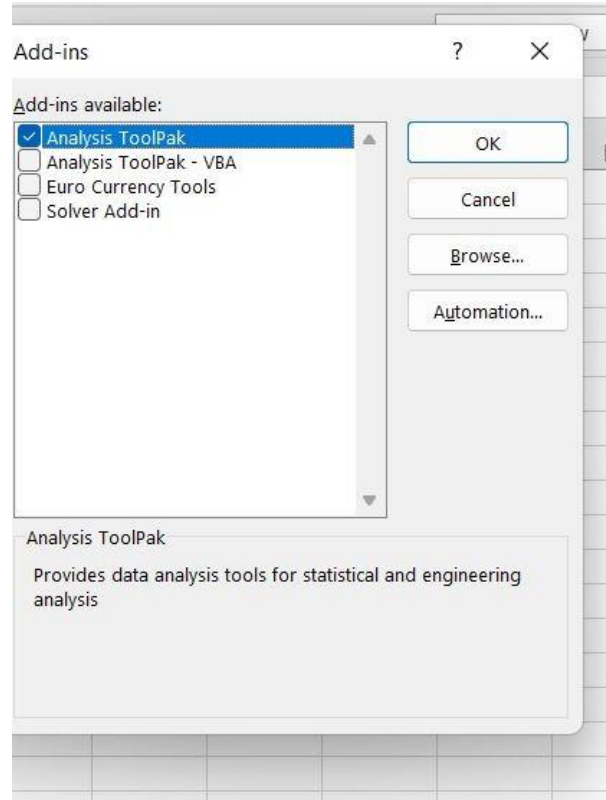 Add-ins
?
Add-ins available:
Analysis ToolPak
Analysis ToolPak - VBA
Euro Currency Tools
Solver Add-in
OK
Cancel
Browse...
Automation...
Analysis ToolPak
Provides data analysis tools for statistical and engineering
analysis